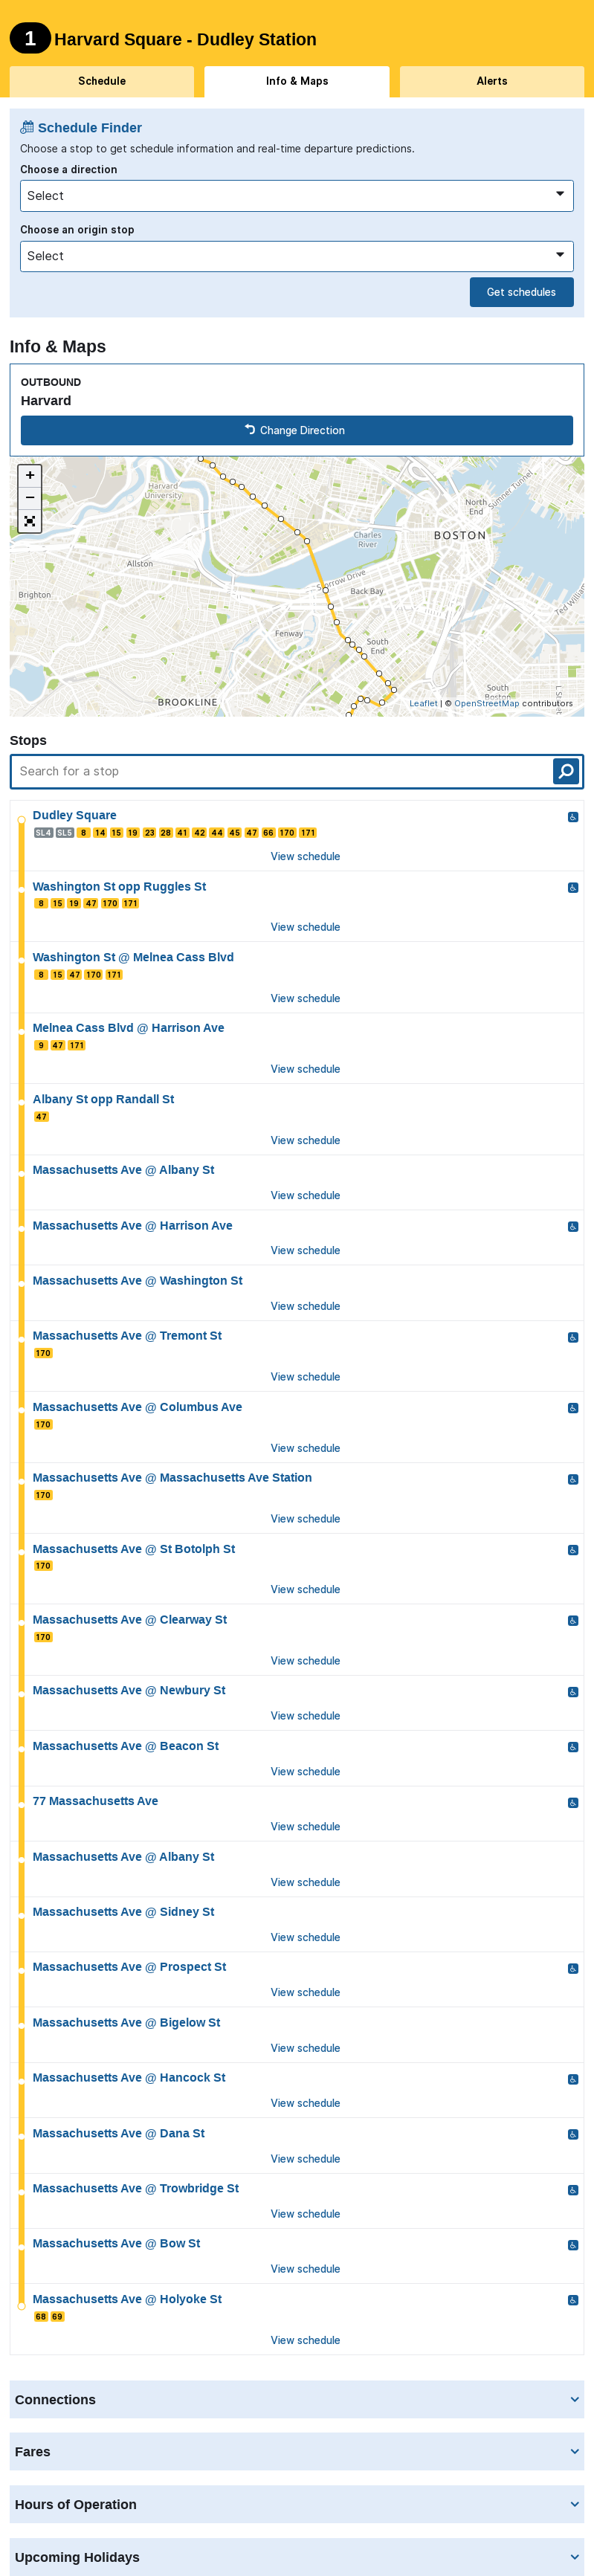 1 Harvard Square - Dudley Station
Schedule
Info & Maps
Alerts
Schedule Finder
Choose a stop to get schedule information and real-time departure predictions.
Choose a direction
Select
Choose an origin stop
Select
Get schedules
Info & Maps
OUTBOUND
Harvard
Change Direction
+
−
Harvard
University
North
End
Sumner Tunnel
BOSTON
Charles
River
Allston
Storrow Drive
Brighton
Back Bay
Ted William
Fenway
South
End
South
Boston
BROOKLINE
Leaflet | © OpenStreetMap contributors
Stops
Search for a stop
Dudley Square
SL4 SL5 8 14 15 19 23 28 41 42 44 45 47 66 170 171
View schedule
Washington St opp Ruggles St
8 15 19 47 170 171
View schedule
Washington St @ Melnea Cass Blvd
8 15 47 170 171
View schedule
Melnea Cass Blvd @ Harrison Ave
9 47 171
View schedule
Albany St opp Randall St
47
View schedule
Massachusetts Ave @ Albany St
View schedule
Massachusetts Ave @ Harrison Ave
View schedule
Massachusetts Ave @ Washington St
View schedule
Massachusetts Ave @ Tremont St
170
View schedule
Massachusetts Ave @ Columbus Ave
170
View schedule
Massachusetts Ave @ Massachusetts Ave Station
170
View schedule
Massachusetts Ave @ St Botolph St
170
View schedule
Massachusetts Ave @ Clearway St
170
View schedule
Massachusetts Ave @ Newbury St
View schedule
Massachusetts Ave @ Beacon St
View schedule
77 Massachusetts Ave
View schedule
Massachusetts Ave @ Albany St
View schedule
Massachusetts Ave @ Sidney St
View schedule
Massachusetts Ave @ Prospect St
View schedule
Massachusetts Ave @ Bigelow St
View schedule
Massachusetts Ave @ Hancock St
View schedule
Massachusetts Ave @ Dana St
View schedule
Massachusetts Ave @ Trowbridge St
View schedule
Massachusetts Ave @ Bow St
View schedule
Massachusetts Ave @ Holyoke St
68 69
View schedule
Connections
Fares
Hours of Operation
Upcoming Holidays